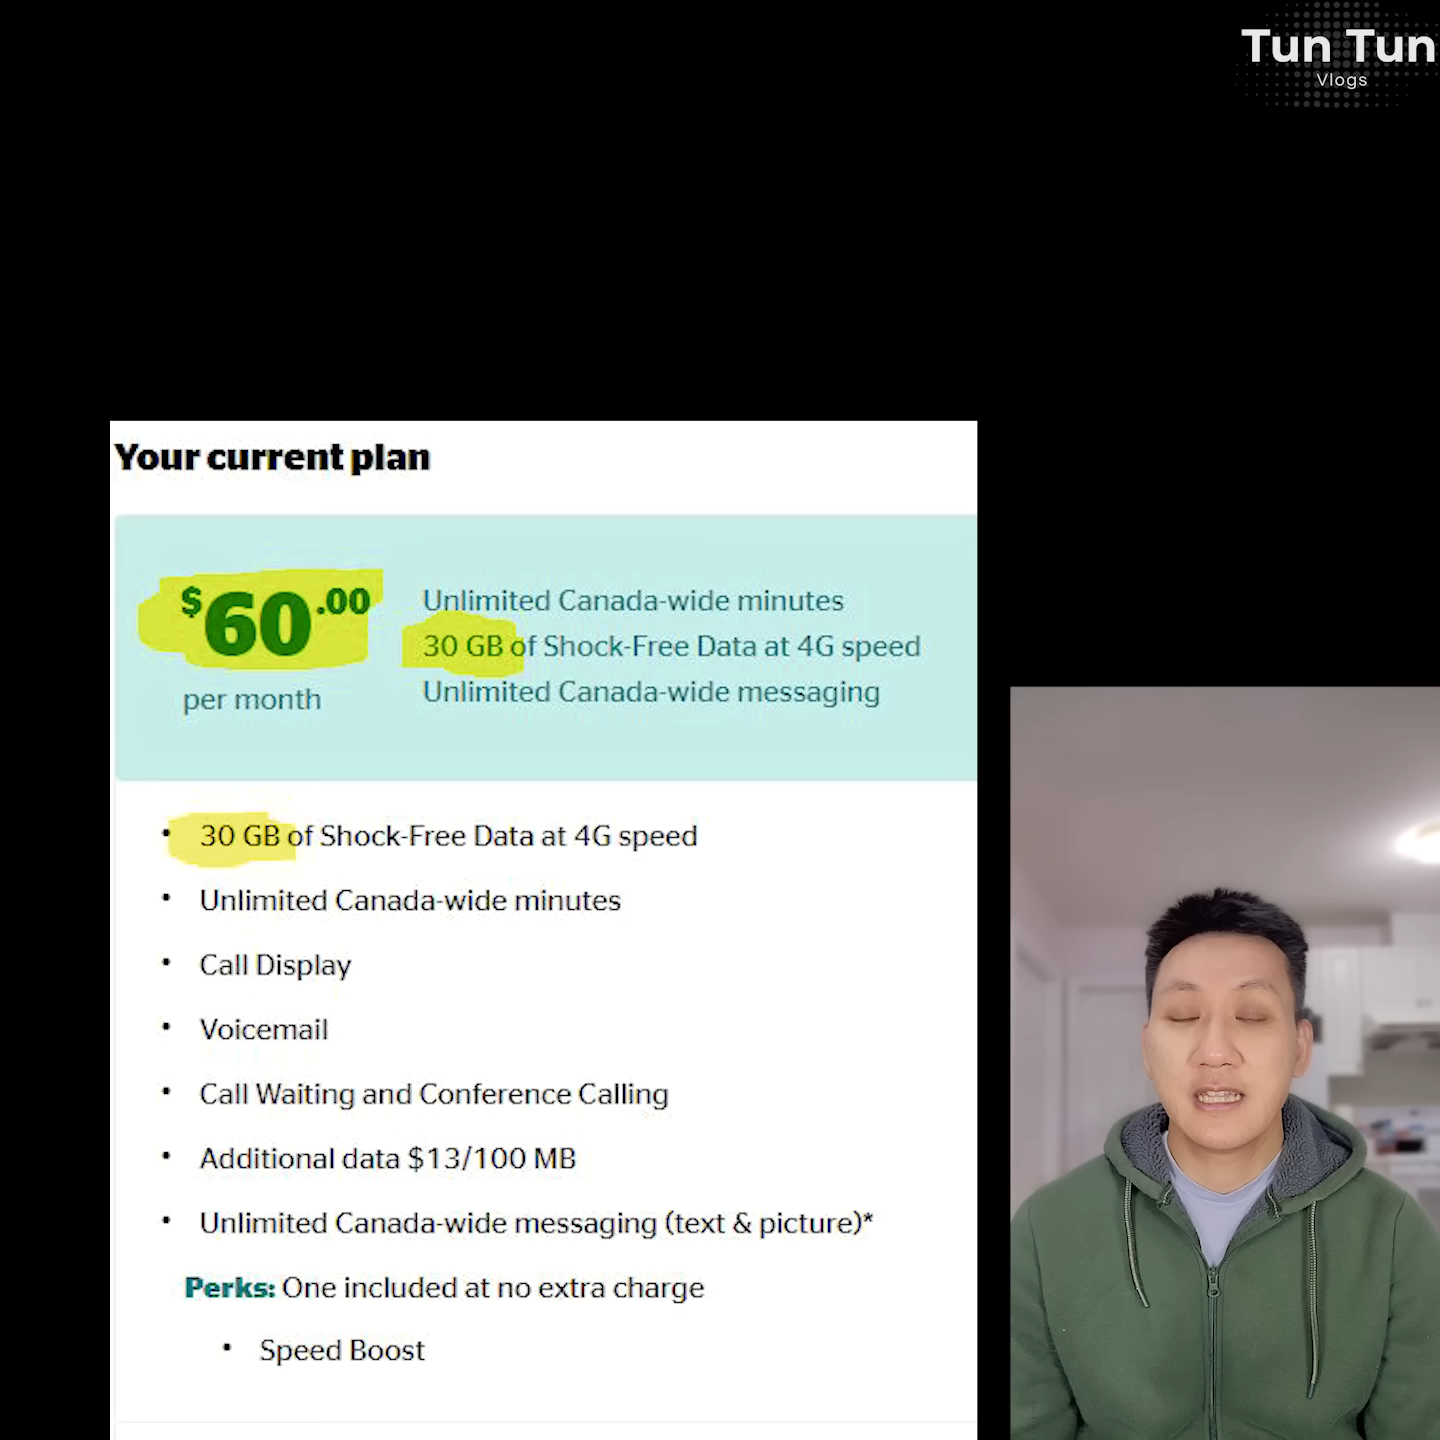 Tun Tun
Vlogs
Your current plan
$60.00
per month
Unlimited Canada-wide minutes
30 GB of Shock-Free Data at 4G speed
Unlimited Canada-wide messaging
• 30 GB of Shock-Free Data at 4G speed
• Unlimited Canada-wide minutes
• Call Display
• Voicemail
• Call Waiting and Conference Calling
• Additional data $13/100 MB
• Unlimited Canada-wide messaging (text & picture)*
Perks: One included at no extra charge
• Speed Boost